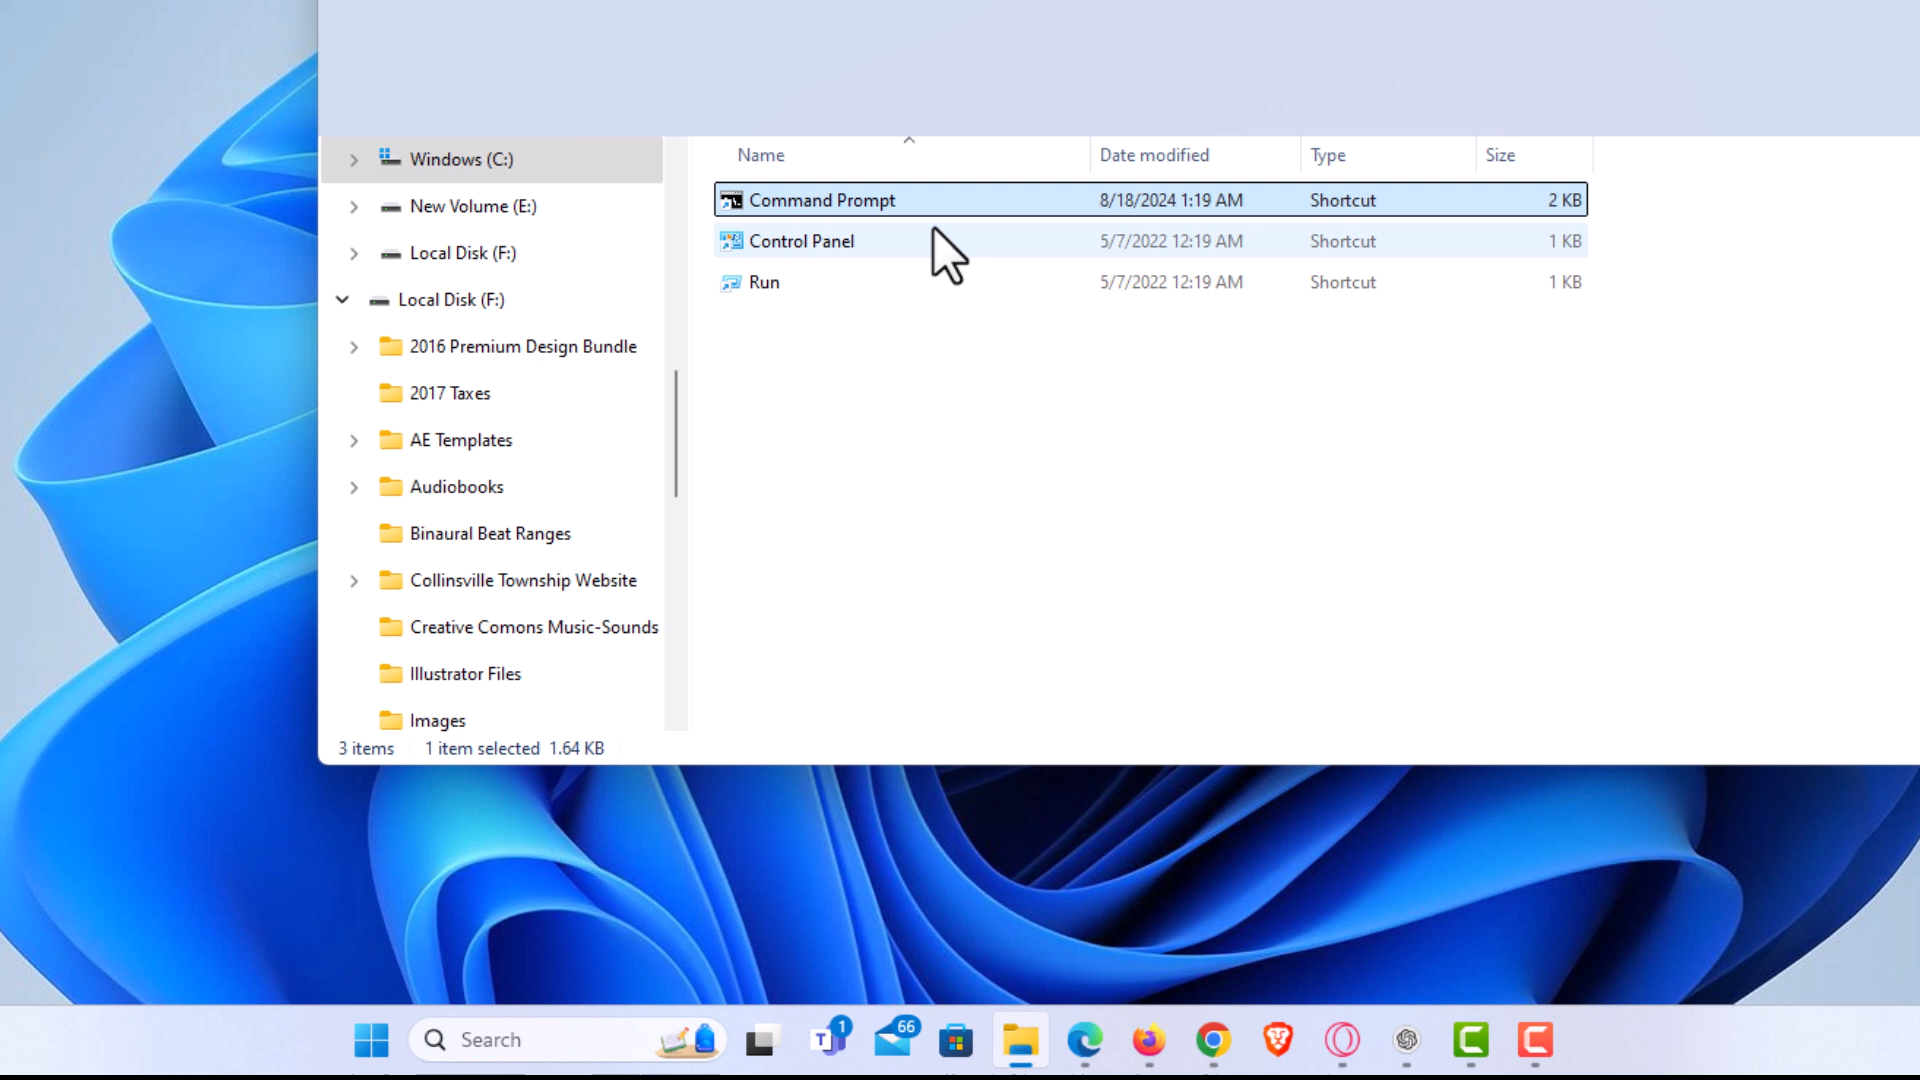 Name
Date modified
Type
Size
Windows (C:)
New Volume (E:)
Local Disk (F:)
Local Disk (F:)
2016 Premium Design Bundle
2017 Taxes
AE Templates
Audiobooks
Binaural Beat Ranges
Collinsville Township Website
Creative Comons Music-Sounds
Illustrator Files
Images
Command Prompt 8/18/2024 1:19 AM Shortcut 2 KB
Control Panel 5/7/2022 12:19 AM Shortcut 1 KB
Run 5/7/2022 12:19 AM Shortcut 1 KB
3 items 1 item selected 1.64 KB
Search
T
1
66